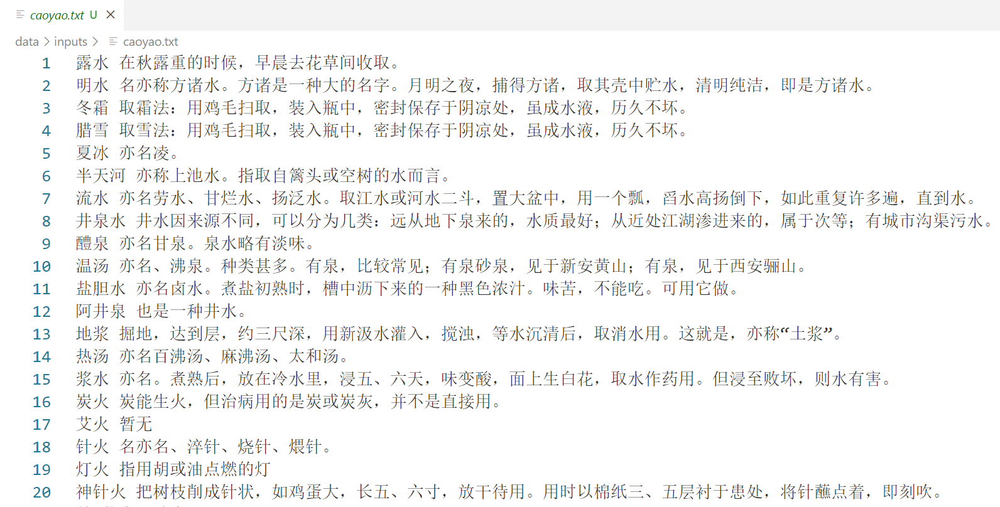 caoyao.txt U ×
data > inputs > caoyao.txt
1 露水 在秋露重的时候，早晨去花草间收取。
2 明水 名亦称方诸水。方诸是一种大的名字。月明之夜，捕得方诸，取其壳中贮水，清明纯洁，即是方诸水。
3 冬霜 取霜法：用鸡毛扫取，装入瓶中，密封保存于阴凉处，虽成水液，历久不坏。
4 腊雪 取雪法：用鸡毛扫取，装入瓶中，密封保存于阴凉处，虽成水液，历久不坏。
5 夏冰 亦名凌。
6 半天河 亦称上池水。指取自篱头或空树的水而言。
7 流水 亦名劳水、甘烂水、扬泛水。取江水或河水二斗，置大盆中，用一个瓢，舀水高扬倒下，如此重复许多遍，直到水。
8 井泉水 井水因来源不同，可以分为几类：远从地下泉来的，水质最好；从近处江湖渗进来的，属于次等；有城市沟渠污水。
9 醴泉 亦名甘泉。泉水略有淡味。
10 温汤 亦名、沸泉。种类甚多。有泉，比较常见；有泉砂泉，见于新安黄山；有泉，见于西安骊山。
11 盐胆水 亦名卤水。煮盐初熟时，槽中沥下来的一种黑色浓汁。味苦，不能吃。可用它做。
12 阿井泉 也是一种井水。
13 地浆 掘地，达到层，约三尺深，用新汲水灌入，搅浊，等水沉清后，取消水用。这就是，亦称“土浆”。
14 热汤 亦名百沸汤、麻沸汤、太和汤。
15 浆水 亦名。煮熟后，放在冷水里，浸五、六天，味变酸，面上生白花，取水作药用。但浸至败坏，则水有害。
16 炭火 炭能生火，但治病用的是炭或炭灰，并不是直接用。
17 艾火 暂无
18 针火 名亦名、淬针、烧针、煨针。
19 灯火 指用胡或油点燃的灯
20 神针火 把树枝削成针状，如鸡蛋大，长五、六寸，放干待用。用时以棉纸三、五层衬于患处，将针蘸点着，即刻吹。